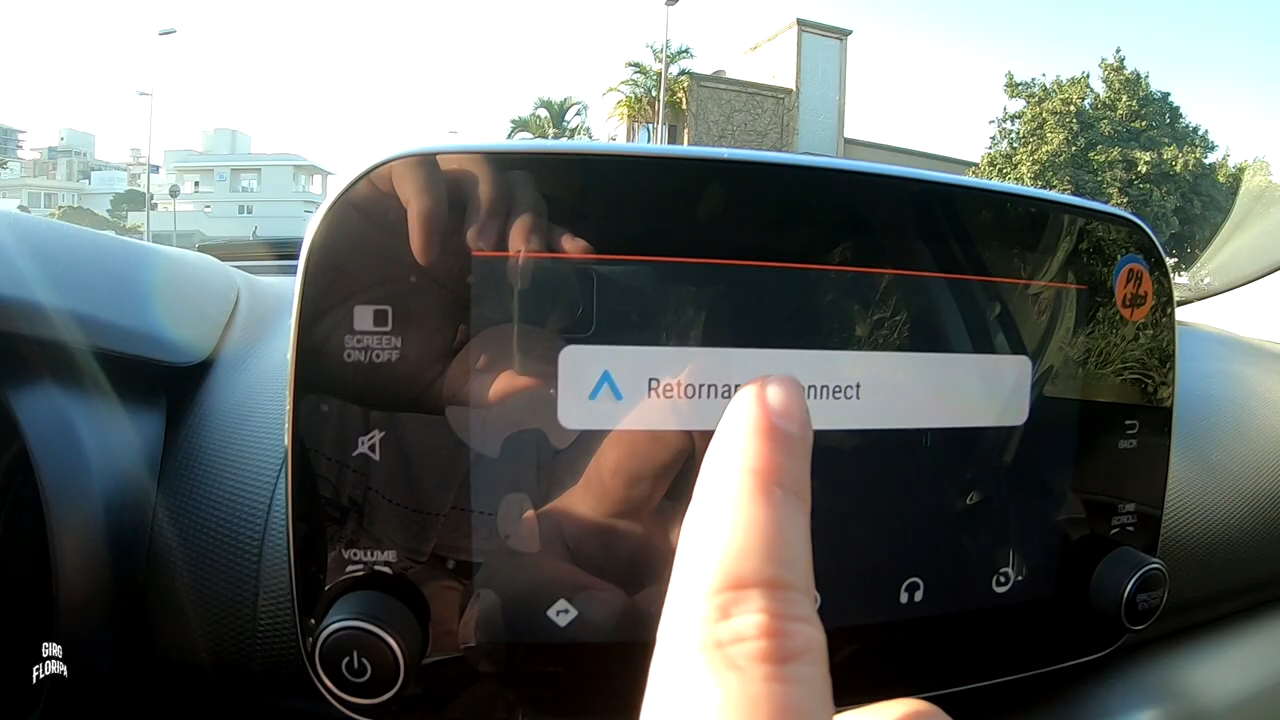 SCREEN
ON/OFF
Retornar nnect
BACK
TUNE
SCROLL
VOLUME
GIRO
FLORIPA